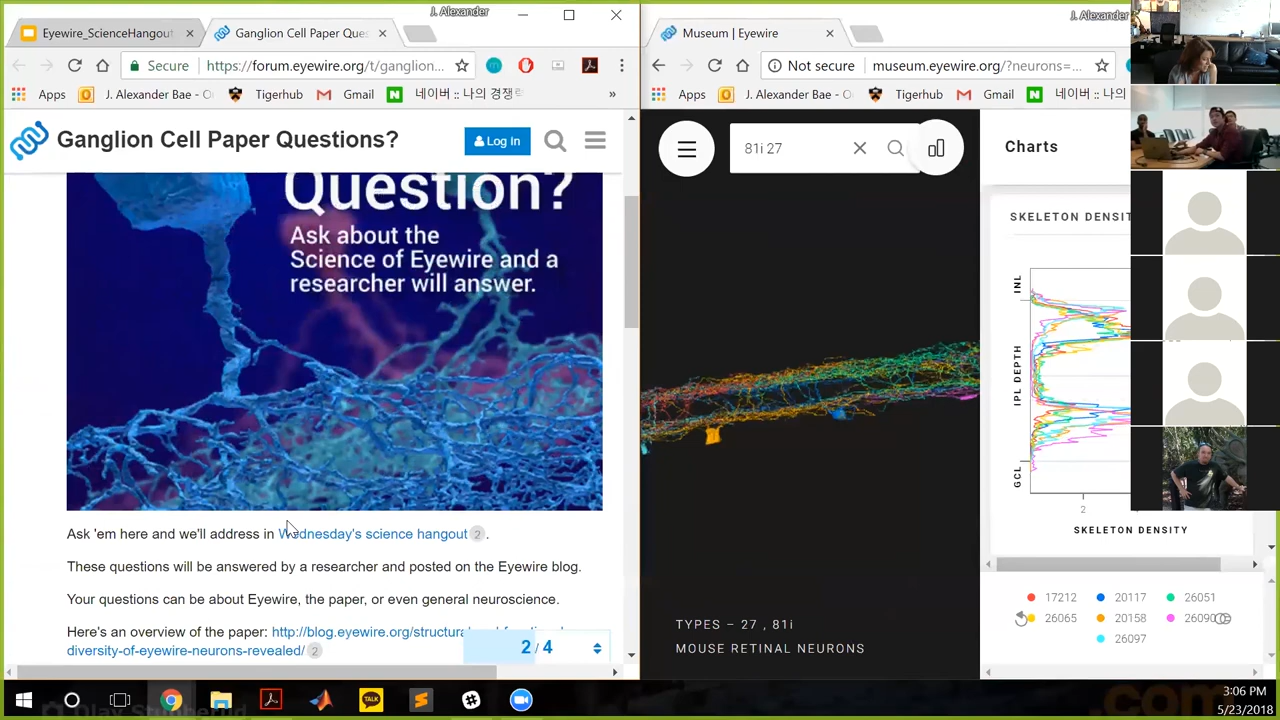 J. Alexander
Eyewire_ScienceHangout
Ganglion Cell Paper Ques
Secure
https://forum.eyewire.org/t/ganglion...
Apps
J. Alexander Bae - O
Tigerhub
Gmail
네이버 :: 나의 경쟁력
»
Ganglion Cell Paper Questions?
Log In
Question?
Ask about the
Science of Eyewire and a
researcher will answer.
Ask 'em here and we'll address in Wednesday's science hangout 2.
These questions will be answered by a researcher and posted on the Eyewire blog.
Your questions can be about Eyewire, the paper, or even general neuroscience.
Here's an overview of the paper: http://blog.eyewire.org/structural-
diversity-of-eyewire-neurons-revealed/ 2
2 / 4
J. Alexander
Museum | Eyewire
Not secure
museum.eyewire.org/?neurons=...
Apps
J. Alexander Bae - O
Tigerhub
Gmail
네이버 :: 나의
81i 27
Charts
SKELETON DENSIT
INL
IPL DEPTH
GCL
2
SKELETON DENSITY
17212
20117
26051
26065
20158
26090
26097
TYPES – 27 , 81i
MOUSE RETINAL NEURONS
TALK
3:06 PM
5/23/2018
.com